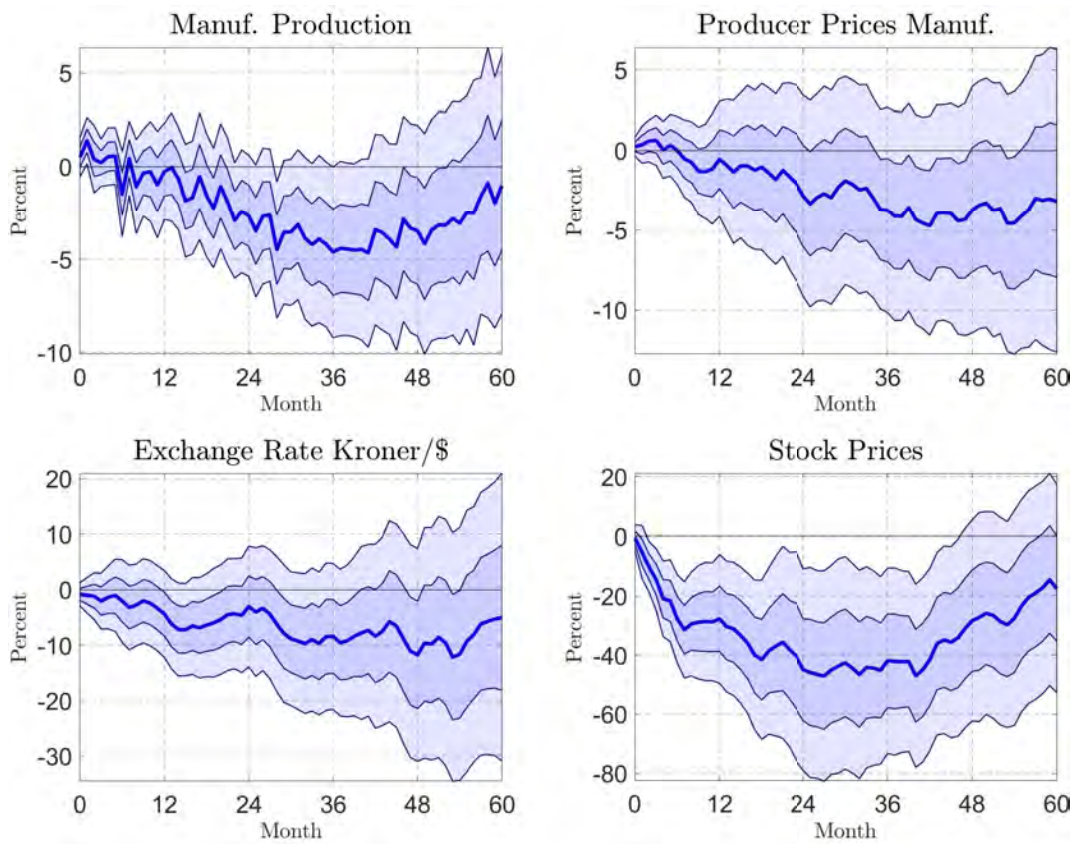 Manuf. Production
Producer Prices Manuf.
5
0
-5
-10
Percent
0 12 24 36 48 60
Month
5
0
-5
-10
Percent
0 12 24 36 48 60
Month
Exchange Rate Kroner/$
Stock Prices
20
10
0
-10
-20
-30
Percent
0 12 24 36 48 60
Month
20
0
-20
-40
-60
-80
Percent
0 12 24 36 48 60
Month